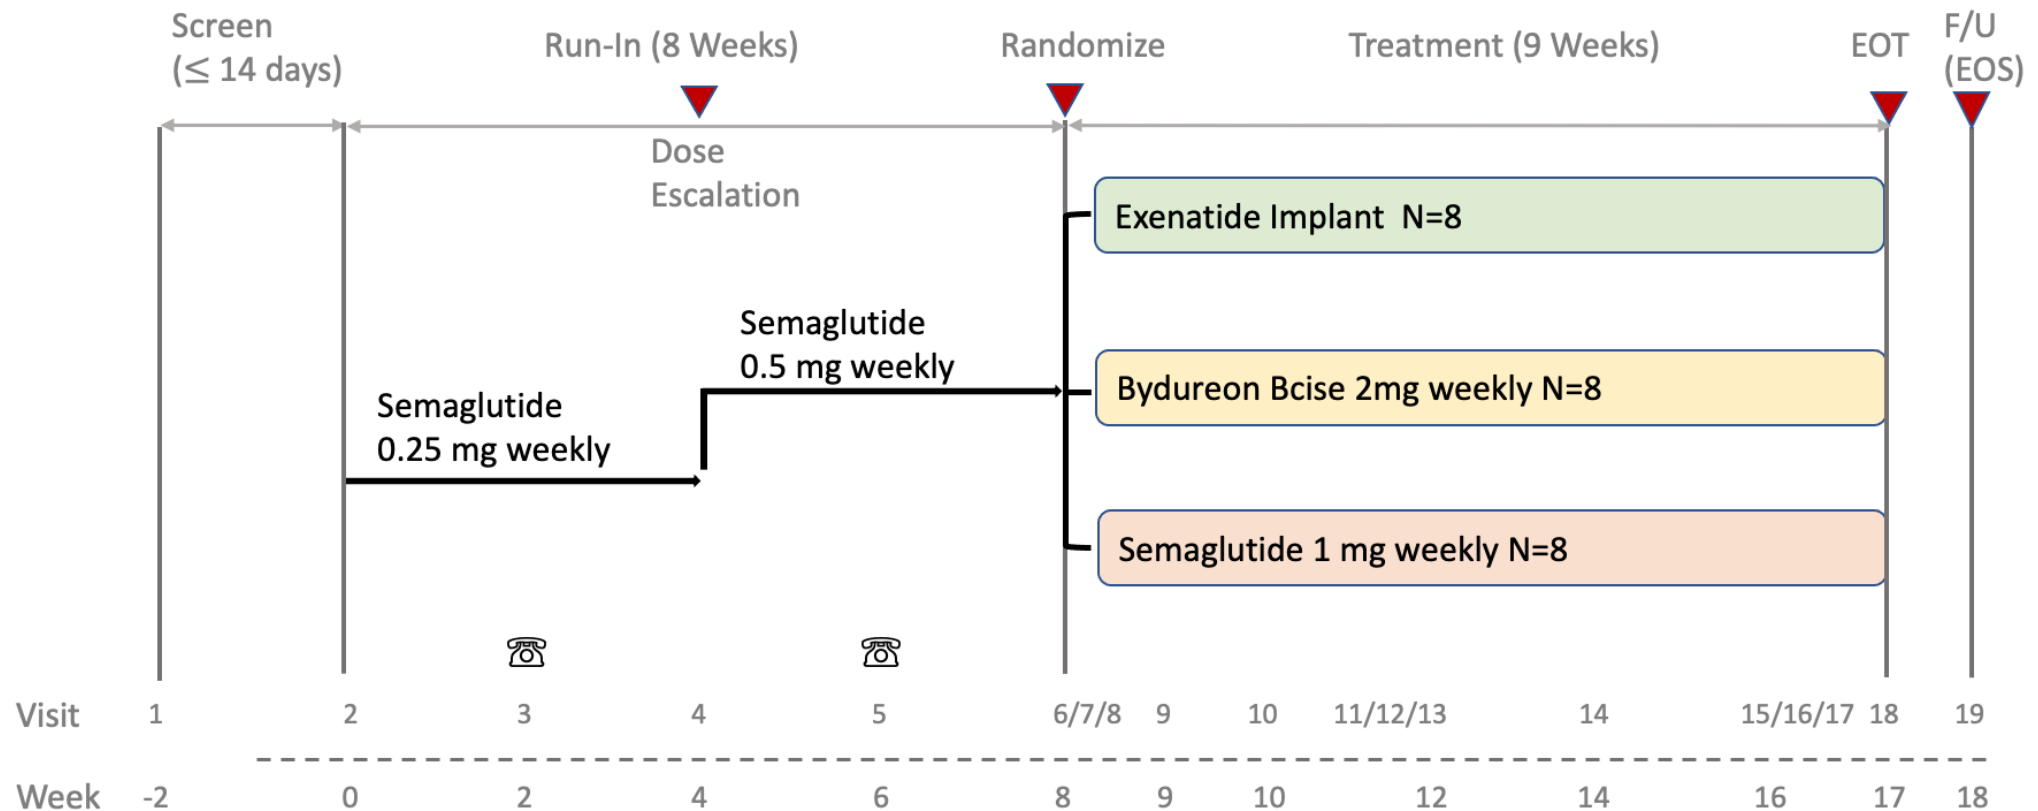 Screen
(≤ 14 days)
Run-In (8 Weeks)
Randomize
Treatment (9 Weeks)
EOT
F/U
(EOS)
Dose
Escalation
Exenatide Implant  N=8
Semaglutide
0.5 mg weekly
Bydureon Bcise 2mg weekly N=8
Semaglutide
0.25 mg weekly
Semaglutide 1 mg weekly N=8
Visit 1 2 3 4 5 6/7/8 9 10 11/12/13 14 15/16/17 18 19
Week -2 0 2 4 6 8 9 10 12 14 16 17 18